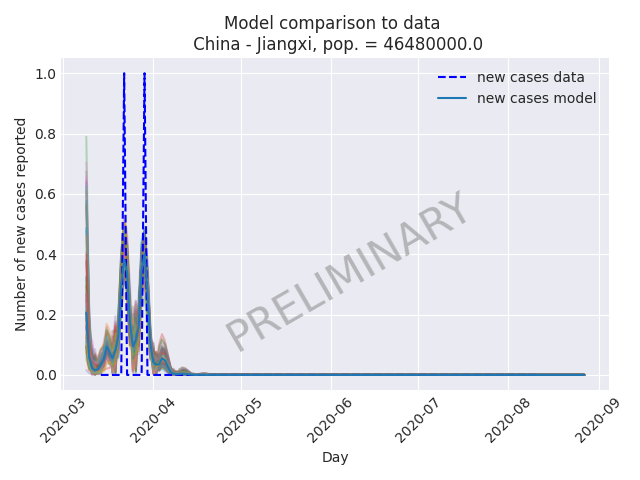 Model comparison to data
China - Jiangxi, pop. = 46480000.0
new cases data
new cases model
Number of new cases reported
1.0
0.8
0.6
0.4
0.2
0.0
PRELIMINARY
2020-03
2020-04
2020-05
2020-06
2020-07
2020-08
2020-09
Day